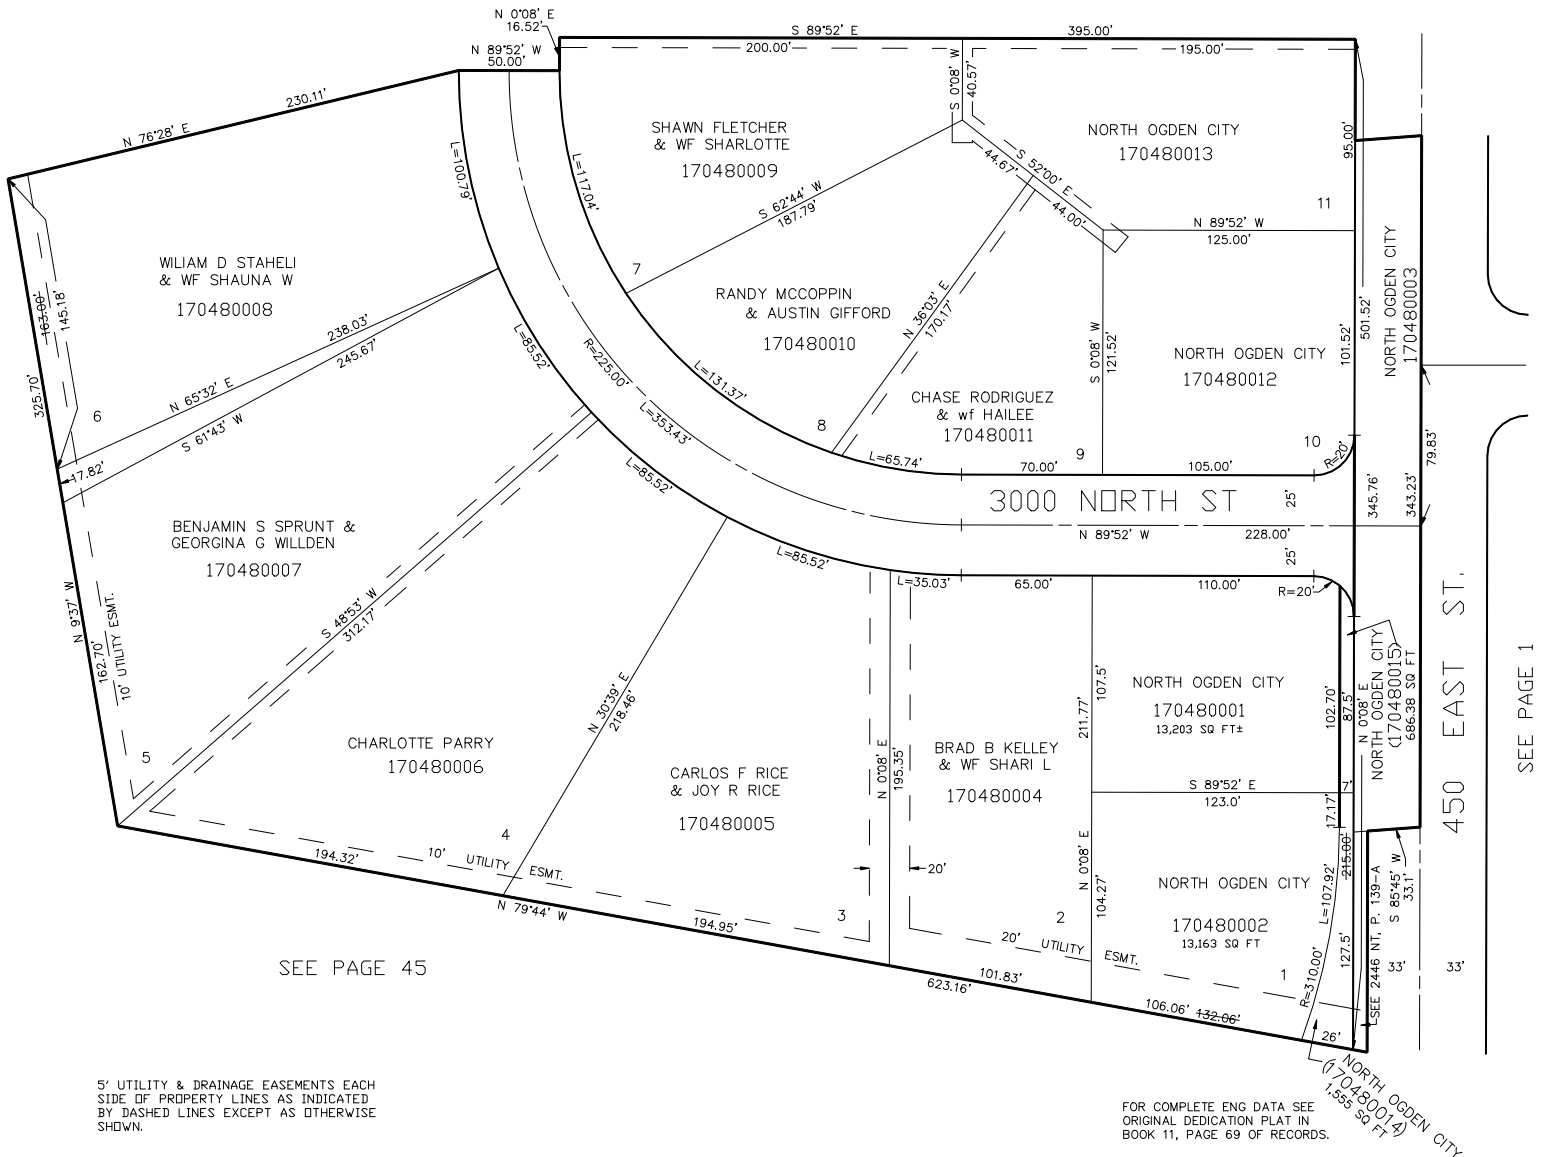 N 0°08' E
16.52'
N 89°52' W
50.00'
S 89°52' E
395.00'
200.00'
195.00'
230.11'
N 76°28' E
L=100.79'
L=117.04'
SHAWN FLETCHER
& WF SHARLOTTE
170480009
S 0°08' W
40.57'
NORTH OGDEN CITY
170480013
95.00'
S 52°00' E
44.67'
44.00'
S 62°44' W
187.79'
11
N 89°52' W
125.00'
WILIAM D STAHELI
& WF SHAUNA W
170480008
163.00'
145.18'
325.70'
7
RANDY MCCOPPIN
& AUSTIN GIFFORD
170480010
N 36°03' E
170.17'
S 0°08' W
121.52'
NORTH OGDEN CITY
170480012
101.52'
501.52'
NORTH OGDEN CITY
170480003
238.03'
245.67'
N 65°32' E
S 61°43' W
6
17.82'
L=85.52'
R=225.00'
L=353.43'
L=131.37'
CHASE RODRIGUEZ
& wf HAILEE
170480011
8
9
10
R=20'
L=65.74'
70.00'
105.00'
79.83'
345.76'
343.23'
L=85.52'
3000 NORTH ST
25'
N 89°52' W
228.00'
25'
BENJAMIN S SPRUNT &
GEORGINA G WILLDEN
170480007
N 9°37' W
162.70'
10' UTILITY ESMT.
S 48°53' W
312.17'
L=85.52'
L=35.03'
65.00'
110.00'
R=20'
5
CHARLOTTE PARRY
170480006
N 30°39' E
218.46'
CARLOS F RICE
& JOY R RICE
170480005
N 0°08' E
195.35'
BRAD B KELLEY
& WF SHARI L
170480004
211.77'
107.5'
NORTH OGDEN CITY
170480001
13,203 SQ FT±
102.70'
87.5'
N 0°08' E
NORTH OGDEN CITY
(170480015)
686.38 SQ FT
450 EAST ST.
SEE PAGE 1
S 89°52' E
123.0'
7'
17.17'
4
194.32'
10' UTILITY ESMT.
N 79°44' W
194.95'
3
20'
N 0°08' E
104.27'
2
20' UTILITY ESMT.
NORTH OGDEN CITY
170480002
13,163 SQ FT
1
L=107.92'
R=310.00'
215.00'
127.5'
SEE 2446 NT, P. 139-A
S 85°45' W
33.1'
33'
33'
101.83'
623.16'
106.06'
132.06'
26'
NORTH OGDEN CITY
(170480014)
1,555 SQ FT
SEE PAGE 45
5' UTILITY & DRAINAGE EASEMENTS EACH
SIDE OF PROPERTY LINES AS INDICATED
BY DASHED LINES EXCEPT AS OTHERWISE
SHOWN.
FOR COMPLETE ENG DATA SEE
ORIGINAL DEDICATION PLAT IN
BOOK 11, PAGE 69 OF RECORDS.